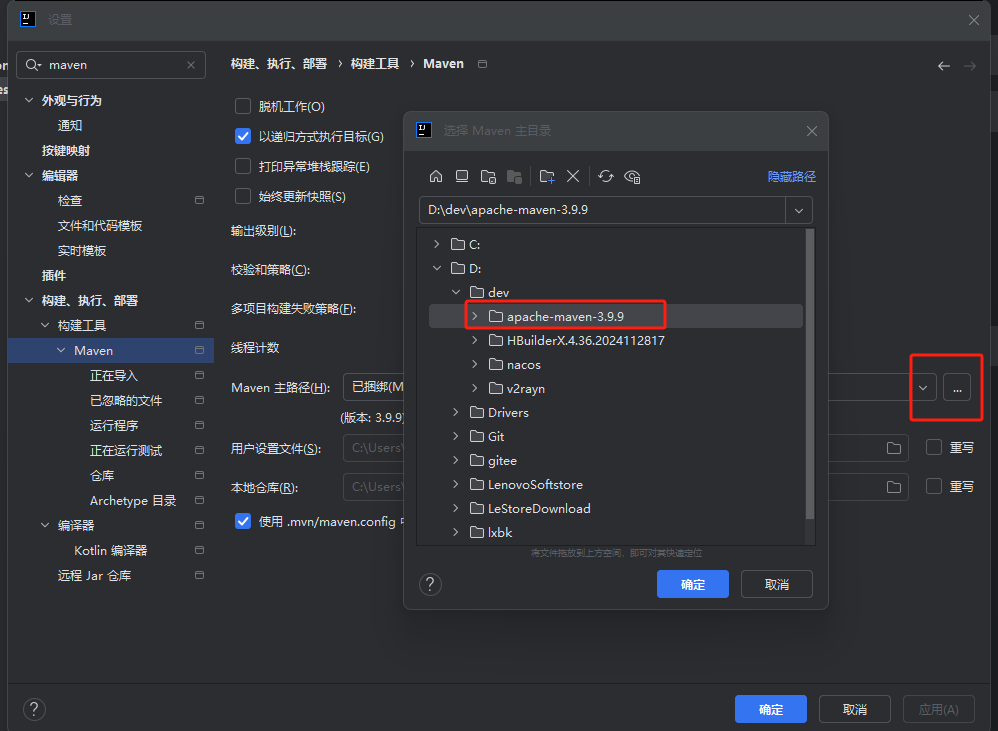 设置
maven
外观与行为
通知
按键映射
编辑器
检查
文件和代码模板
实时模板
插件
构建、执行、部署
构建工具
Maven
正在导入
已忽略的文件
运行程序
正在运行测试
仓库
Archetype 目录
编译器
Kotlin 编译器
远程 Jar 仓库
构建、执行、部署 › 构建工具 › Maven
脱机工作(O)
以递归方式执行目标(G)
打印异常堆栈跟踪(E)
始终更新快照(S)
输出级别(L):
校验和策略(C):
多项目构建失败策略(F):
线程计数
Maven 主路径(H): 已捆绑(M
...
(版本: 3.9.9)
用户设置文件(S): C:\Users\
重写
本地仓库(R): C:\Users\
重写
使用 .mvn/maven.config
选择 Maven 主目录
隐藏路径
D:\dev\apache-maven-3.9.9
C:
D:
dev
apache-maven-3.9.9
HBuilderX.4.36.2024112817
nacos
v2rayn
Drivers
Git
gitee
LenovoSoftstore
LeStoreDownload
lxbk
将文件拖放到上方空间，即可对其快速定位
?
确定
取消
?
确定
取消
应用(A)